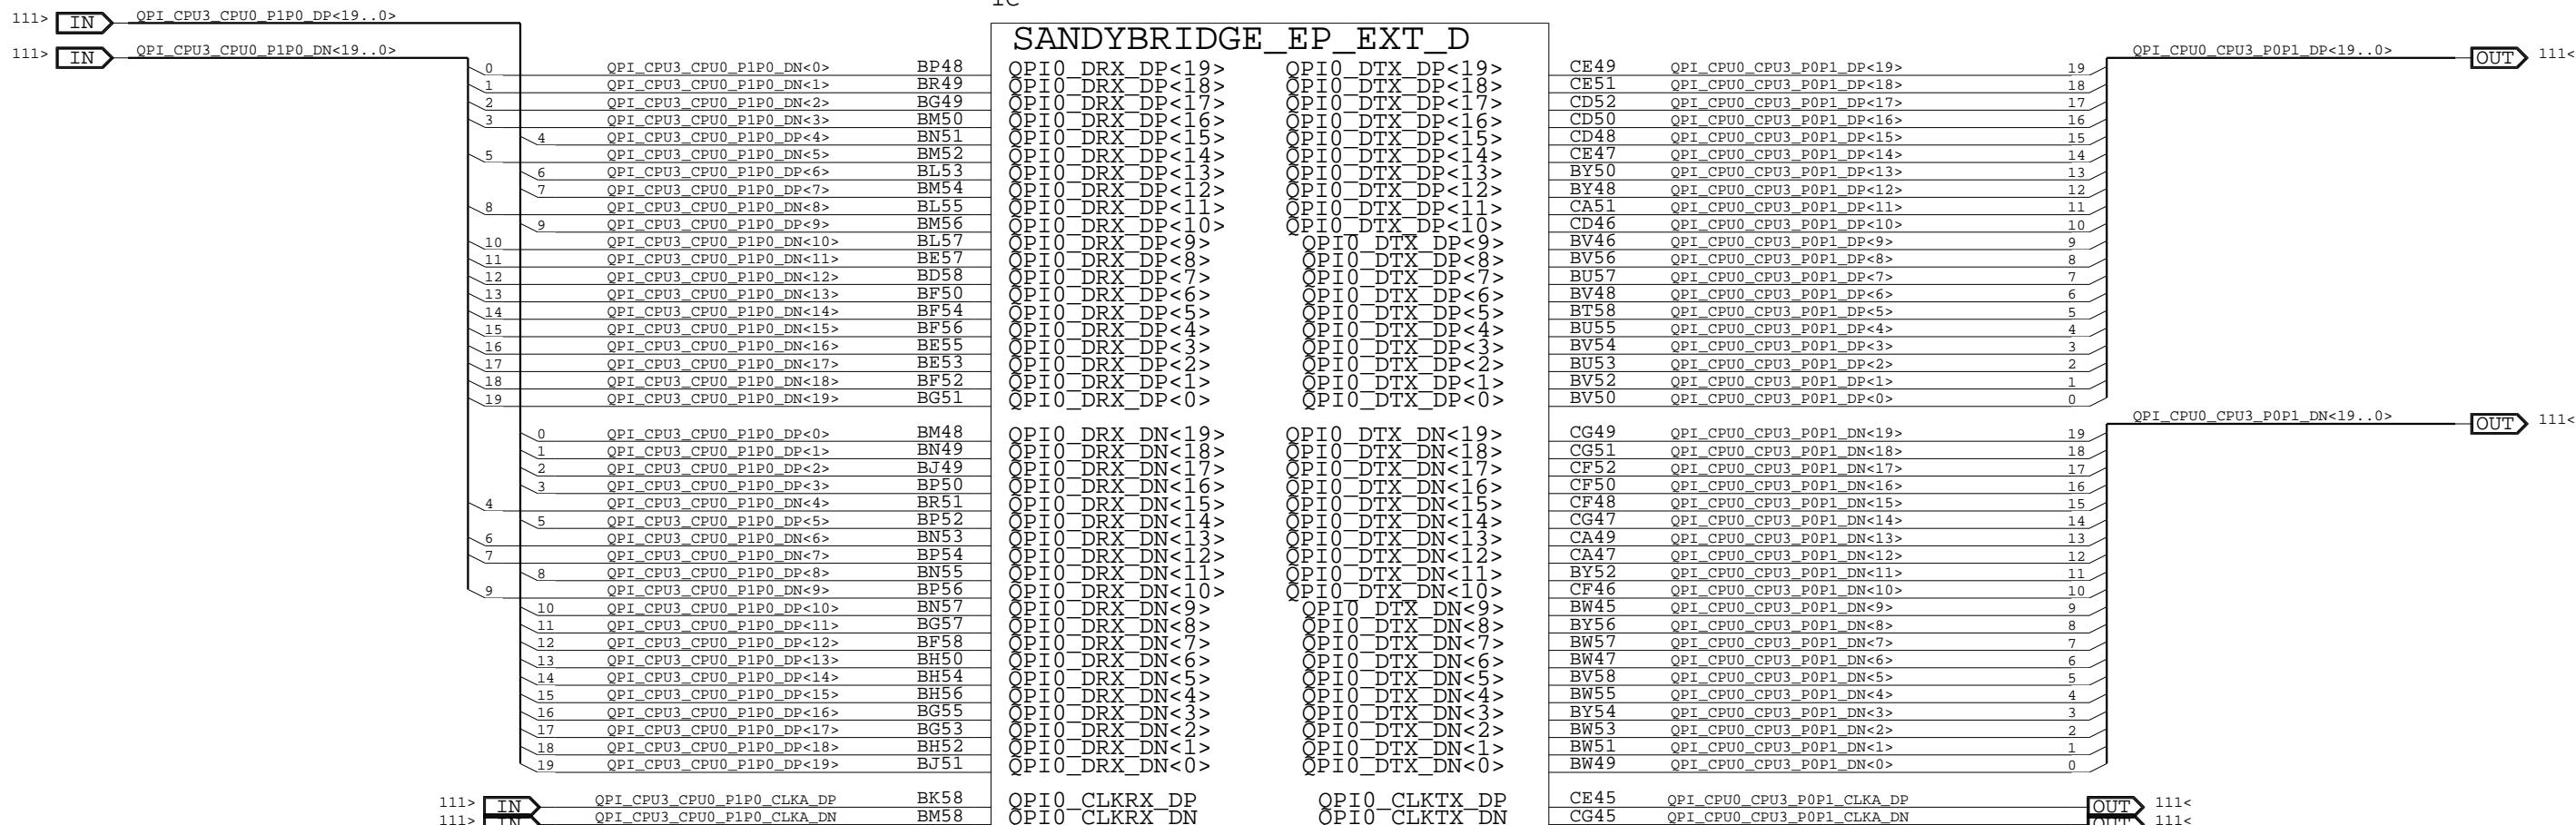 111> IN QPI_CPU3_CPU0_P1P0_DP<19..0>
111> IN QPI_CPU3_CPU0_P1P0_DN<19..0> SANDYBRIDGE_EP_EXT_D QPI_CPU0_CPU3_P0P1_DP<19..0> OUT 111<
0 QPI_CPU3_CPU0_P1P0_DN<0> BP48 QPI0_DRX_DP<19> QPI0_DTX_DP<19> CE49 QPI_CPU0_CPU3_P0P1_DP<19> 19
1 QPI_CPU3_CPU0_P1P0_DN<1> BR49 QPI0_DRX_DP<18> QPI0_DTX_DP<18> CE51 QPI_CPU0_CPU3_P0P1_DP<18> 18
2 QPI_CPU3_CPU0_P1P0_DN<2> BG49 QPI0_DRX_DP<17> QPI0_DTX_DP<17> CD52 QPI_CPU0_CPU3_P0P1_DP<17> 17
3 QPI_CPU3_CPU0_P1P0_DN<3> BM50 QPI0_DRX_DP<16> QPI0_DTX_DP<16> CD50 QPI_CPU0_CPU3_P0P1_DP<16> 16
4 QPI_CPU3_CPU0_P1P0_DP<4> BN51 QPI0_DRX_DP<15> QPI0_DTX_DP<15> CD48 QPI_CPU0_CPU3_P0P1_DP<15> 15
5 QPI_CPU3_CPU0_P1P0_DN<5> BM52 QPI0_DRX_DP<14> QPI0_DTX_DP<14> CE47 QPI_CPU0_CPU3_P0P1_DP<14> 14
6 QPI_CPU3_CPU0_P1P0_DP<6> BL53 QPI0_DRX_DP<13> QPI0_DTX_DP<13> BY50 QPI_CPU0_CPU3_P0P1_DP<13> 13
7 QPI_CPU3_CPU0_P1P0_DP<7> BM54 QPI0_DRX_DP<12> QPI0_DTX_DP<12> BY48 QPI_CPU0_CPU3_P0P1_DP<12> 12
8 QPI_CPU3_CPU0_P1P0_DN<8> BL55 QPI0_DRX_DP<11> QPI0_DTX_DP<11> CA51 QPI_CPU0_CPU3_P0P1_DP<11> 11
9 QPI_CPU3_CPU0_P1P0_DP<9> BM56 QPI0_DRX_DP<10> QPI0_DTX_DP<10> CD46 QPI_CPU0_CPU3_P0P1_DP<10> 10
10 QPI_CPU3_CPU0_P1P0_DN<10> BL57 QPI0_DRX_DP<9> QPI0_DTX_DP<9> BV46 QPI_CPU0_CPU3_P0P1_DP<9> 9
11 QPI_CPU3_CPU0_P1P0_DN<11> BE57 QPI0_DRX_DP<8> QPI0_DTX_DP<8> BV56 QPI_CPU0_CPU3_P0P1_DP<8> 8
12 QPI_CPU3_CPU0_P1P0_DN<12> BD58 QPI0_DRX_DP<7> QPI0_DTX_DP<7> BU57 QPI_CPU0_CPU3_P0P1_DP<7> 7
13 QPI_CPU3_CPU0_P1P0_DN<13> BF50 QPI0_DRX_DP<6> QPI0_DTX_DP<6> BV48 QPI_CPU0_CPU3_P0P1_DP<6> 6
14 QPI_CPU3_CPU0_P1P0_DN<14> BF54 QPI0_DRX_DP<5> QPI0_DTX_DP<5> BT58 QPI_CPU0_CPU3_P0P1_DP<5> 5
15 QPI_CPU3_CPU0_P1P0_DN<15> BF56 QPI0_DRX_DP<4> QPI0_DTX_DP<4> BU55 QPI_CPU0_CPU3_P0P1_DP<4> 4
16 QPI_CPU3_CPU0_P1P0_DN<16> BE55 QPI0_DRX_DP<3> QPI0_DTX_DP<3> BV54 QPI_CPU0_CPU3_P0P1_DP<3> 3
17 QPI_CPU3_CPU0_P1P0_DN<17> BE53 QPI0_DRX_DP<2> QPI0_DTX_DP<2> BU53 QPI_CPU0_CPU3_P0P1_DP<2> 2
18 QPI_CPU3_CPU0_P1P0_DN<18> BF52 QPI0_DRX_DP<1> QPI0_DTX_DP<1> BV52 QPI_CPU0_CPU3_P0P1_DP<1> 1
19 QPI_CPU3_CPU0_P1P0_DN<19> BG51 QPI0_DRX_DP<0> QPI0_DTX_DP<0> BV50 QPI_CPU0_CPU3_P0P1_DP<0> 0
QPI_CPU0_CPU3_P0P1_DN<19..0> OUT 111<
0 QPI_CPU3_CPU0_P1P0_DP<0> BM48 QPI0_DRX_DN<19> QPI0_DTX_DN<19> CG49 QPI_CPU0_CPU3_P0P1_DN<19> 19
1 QPI_CPU3_CPU0_P1P0_DP<1> BN49 QPI0_DRX_DN<18> QPI0_DTX_DN<18> CG51 QPI_CPU0_CPU3_P0P1_DN<18> 18
2 QPI_CPU3_CPU0_P1P0_DP<2> BJ49 QPI0_DRX_DN<17> QPI0_DTX_DN<17> CF52 QPI_CPU0_CPU3_P0P1_DN<17> 17
3 QPI_CPU3_CPU0_P1P0_DP<3> BP50 QPI0_DRX_DN<16> QPI0_DTX_DN<16> CF50 QPI_CPU0_CPU3_P0P1_DN<16> 16
4 QPI_CPU3_CPU0_P1P0_DN<4> BR51 QPI0_DRX_DN<15> QPI0_DTX_DN<15> CF48 QPI_CPU0_CPU3_P0P1_DN<15> 15
5 QPI_CPU3_CPU0_P1P0_DP<5> BP52 QPI0_DRX_DN<14> QPI0_DTX_DN<14> CG47 QPI_CPU0_CPU3_P0P1_DN<14> 14
6 QPI_CPU3_CPU0_P1P0_DN<6> BN53 QPI0_DRX_DN<13> QPI0_DTX_DN<13> CA49 QPI_CPU0_CPU3_P0P1_DN<13> 13
7 QPI_CPU3_CPU0_P1P0_DN<7> BP54 QPI0_DRX_DN<12> QPI0_DTX_DN<12> CA47 QPI_CPU0_CPU3_P0P1_DN<12> 12
8 QPI_CPU3_CPU0_P1P0_DP<8> BN55 QPI0_DRX_DN<11> QPI0_DTX_DN<11> BY52 QPI_CPU0_CPU3_P0P1_DN<11> 11
9 QPI_CPU3_CPU0_P1P0_DN<9> BP56 QPI0_DRX_DN<10> QPI0_DTX_DN<10> CF46 QPI_CPU0_CPU3_P0P1_DN<10> 10
10 QPI_CPU3_CPU0_P1P0_DP<10> BN57 QPI0_DRX_DN<9> QPI0_DTX_DN<9> BW45 QPI_CPU0_CPU3_P0P1_DN<9> 9
11 QPI_CPU3_CPU0_P1P0_DP<11> BG57 QPI0_DRX_DN<8> QPI0_DTX_DN<8> BY56 QPI_CPU0_CPU3_P0P1_DN<8> 8
12 QPI_CPU3_CPU0_P1P0_DP<12> BF58 QPI0_DRX_DN<7> QPI0_DTX_DN<7> BW57 QPI_CPU0_CPU3_P0P1_DN<7> 7
13 QPI_CPU3_CPU0_P1P0_DP<13> BH50 QPI0_DRX_DN<6> QPI0_DTX_DN<6> BW47 QPI_CPU0_CPU3_P0P1_DN<6> 6
14 QPI_CPU3_CPU0_P1P0_DP<14> BH54 QPI0_DRX_DN<5> QPI0_DTX_DN<5> BV58 QPI_CPU0_CPU3_P0P1_DN<5> 5
15 QPI_CPU3_CPU0_P1P0_DP<15> BH56 QPI0_DRX_DN<4> QPI0_DTX_DN<4> BW55 QPI_CPU0_CPU3_P0P1_DN<4> 4
16 QPI_CPU3_CPU0_P1P0_DP<16> BG55 QPI0_DRX_DN<3> QPI0_DTX_DN<3> BY54 QPI_CPU0_CPU3_P0P1_DN<3> 3
17 QPI_CPU3_CPU0_P1P0_DP<17> BG53 QPI0_DRX_DN<2> QPI0_DTX_DN<2> BW53 QPI_CPU0_CPU3_P0P1_DN<2> 2
18 QPI_CPU3_CPU0_P1P0_DP<18> BH52 QPI0_DRX_DN<1> QPI0_DTX_DN<1> BW51 QPI_CPU0_CPU3_P0P1_DN<1> 1
19 QPI_CPU3_CPU0_P1P0_DP<19> BJ51 QPI0_DRX_DN<0> QPI0_DTX_DN<0> BW49 QPI_CPU0_CPU3_P0P1_DN<0> 0
111> IN QPI_CPU3_CPU0_P1P0_CLKA_DP BK58 QPI0_CLKRX_DP QPI0_CLKTX_DP CE45 QPI_CPU0_CPU3_P0P1_CLKA_DP OUT 111<
111> IN QPI_CPU3_CPU0_P1P0_CLKA_DN BM58 QPI0_CLKRX_DN QPI0_CLKTX_DN CG45 QPI_CPU0_CPU3_P0P1_CLKA_DN OUT 111<